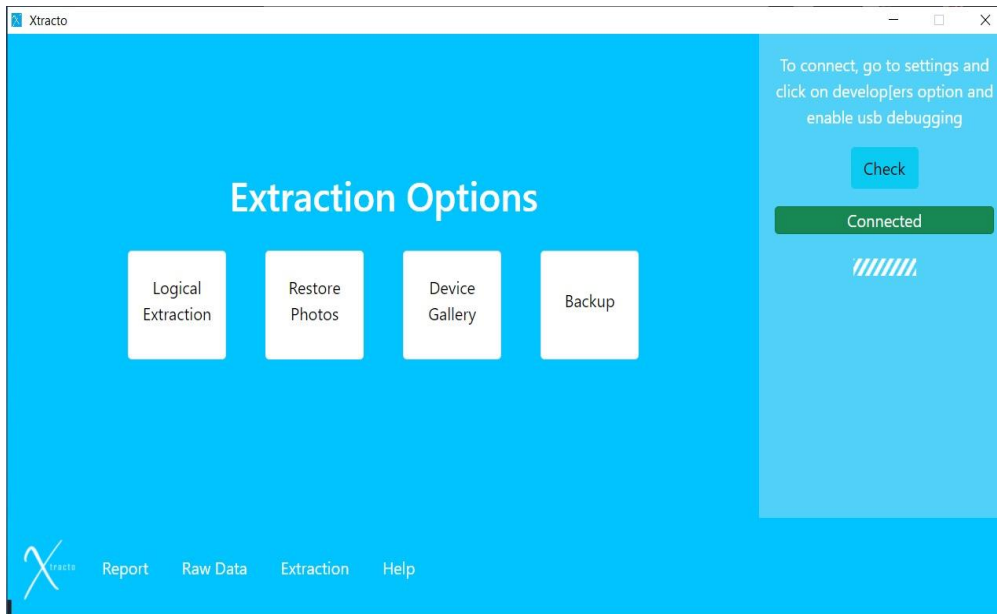 Xtracto
To connect, go to settings and
click on develop[ers option and
enable usb debugging
Check
Connected
Extraction Options
Logical
Extraction
Restore
Photos
Device
Gallery
Backup
Xtracto
Report
Raw Data
Extraction
Help